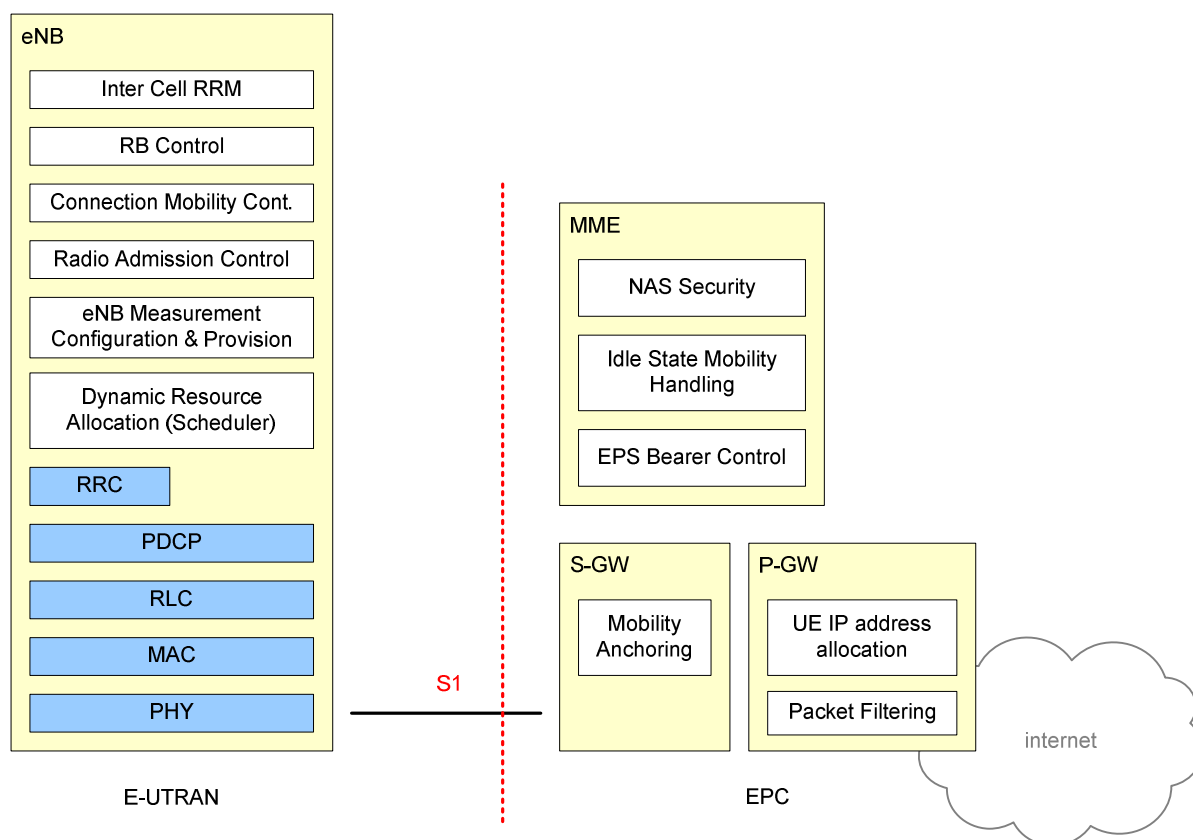 eNB
Inter Cell RRM
RB Control
Connection Mobility Cont.
Radio Admission Control
eNB Measurement
Configuration & Provision
Dynamic Resource
Allocation (Scheduler)
RRC
PDCP
RLC
MAC
PHY
E-UTRAN
S1
MME
NAS Security
Idle State Mobility
Handling
EPS Bearer Control
S-GW
Mobility
Anchoring
P-GW
UE IP address
allocation
Packet Filtering
internet
EPC